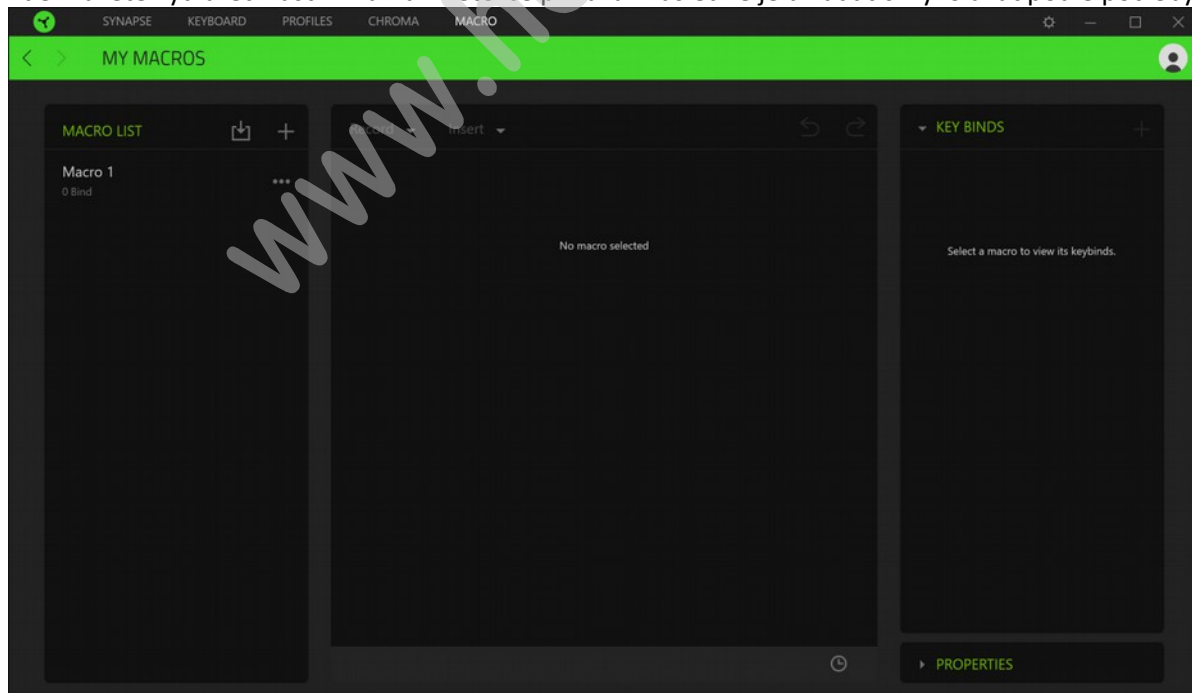 SYNAPSE KEYBOARD PROFILES CHROMA MACRO
MY MACROS
MACRO LIST
Record Insert
KEY BINDS
Macro 1
0 Bind
No macro selected
Select a macro to view its keybinds.
PROPERTIES